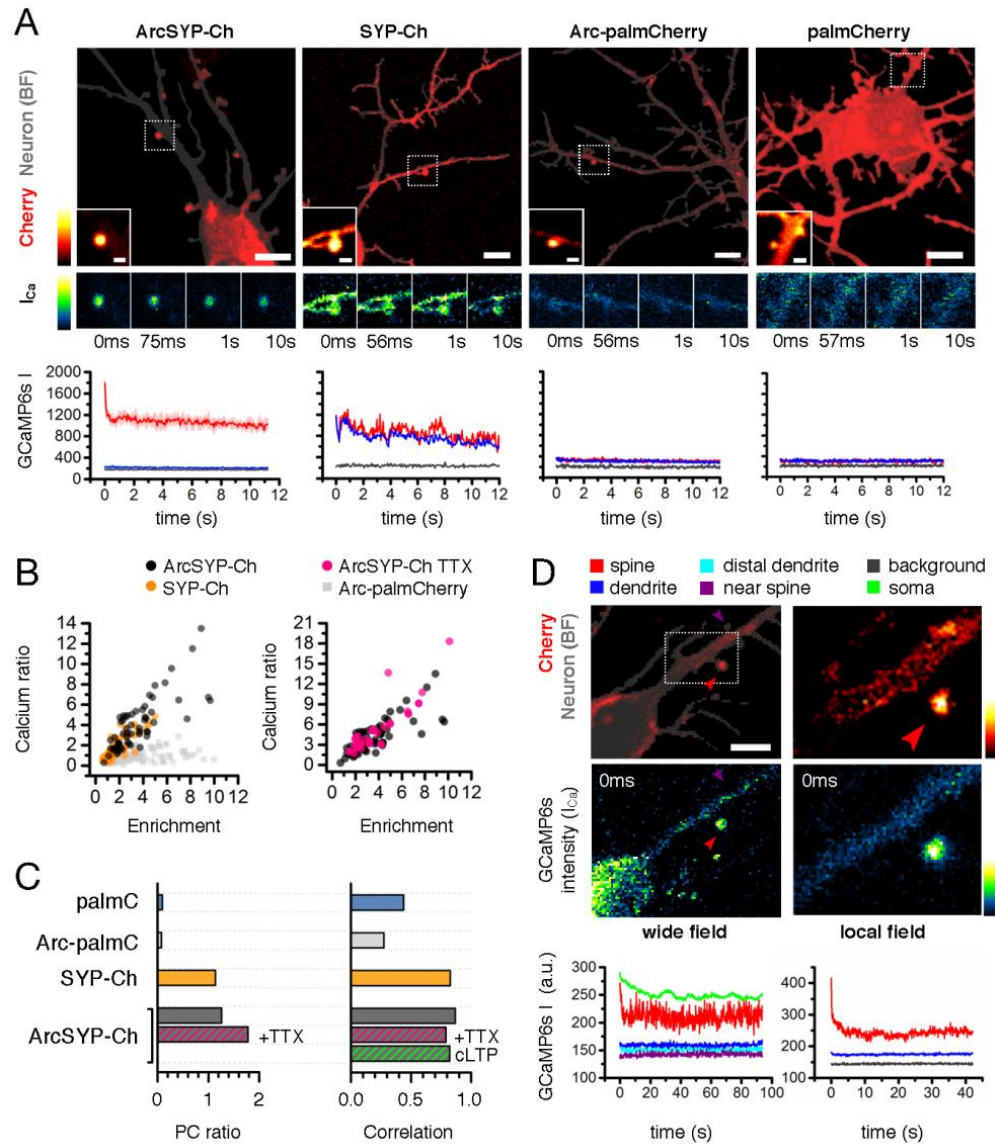 A
ArcSYP-Ch SYP-Ch Arc-palmCherry palmCherry
Cherry Neuron (BF)
ICa
0ms 75ms 1s 10s 0ms 56ms 1s 10s 0ms 56ms 1s 10s 0ms 57ms 1s 10s
GCaMP6s I
2000
1600
1200
800
400
0
0 2 4 6 8 10 12 0 2 4 6 8 10 12 0 2 4 6 8 10 12 0 2 4 6 8 10 12
time (s) time (s) time (s) time (s)
B
ArcSYP-Ch
SYP-Ch
ArcSYP-Ch TTX
Arc-palmCherry
Calcium ratio
14
12
10
8
6
4
2
0
0 2 4 6 8 10 12
Enrichment
Calcium ratio
21
18
15
12
9
6
3
0
0 2 4 6 8 10 12
Enrichment
C
palmC
Arc-palmC
SYP-Ch
ArcSYP-Ch
+TTX
+TTX
cLTP
0 1 2
PC ratio
0.0 0.5 1.0
Correlation
D
spine distal dendrite background
dendrite near spine soma
Cherry
Neuron (BF)
0ms 0ms
GCaMP6s
intensity (ICa)
wide field local field
GCaMP6s I (a.u.)
300
250
200
150
100
0 20 40 60 80 100
time (s)
400
300
200
100
0 10 20 30 40
time (s)